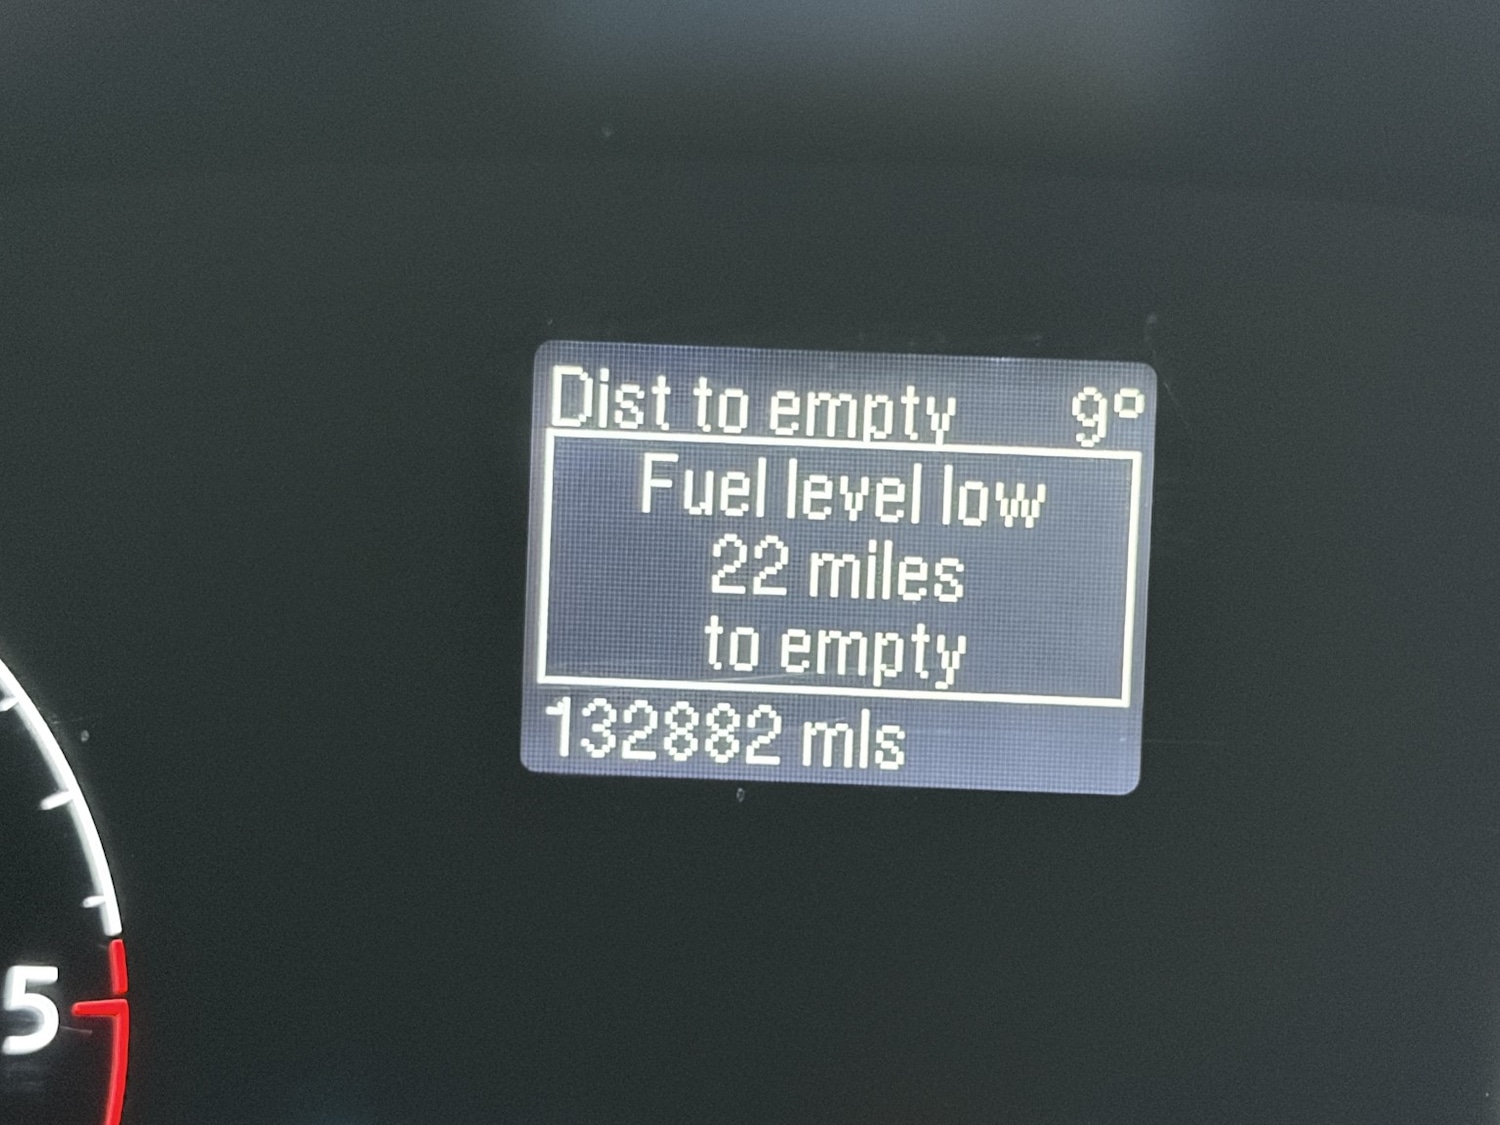 Dist to empty 9°
Fuel level low
22 miles
to empty
132882 mls
5